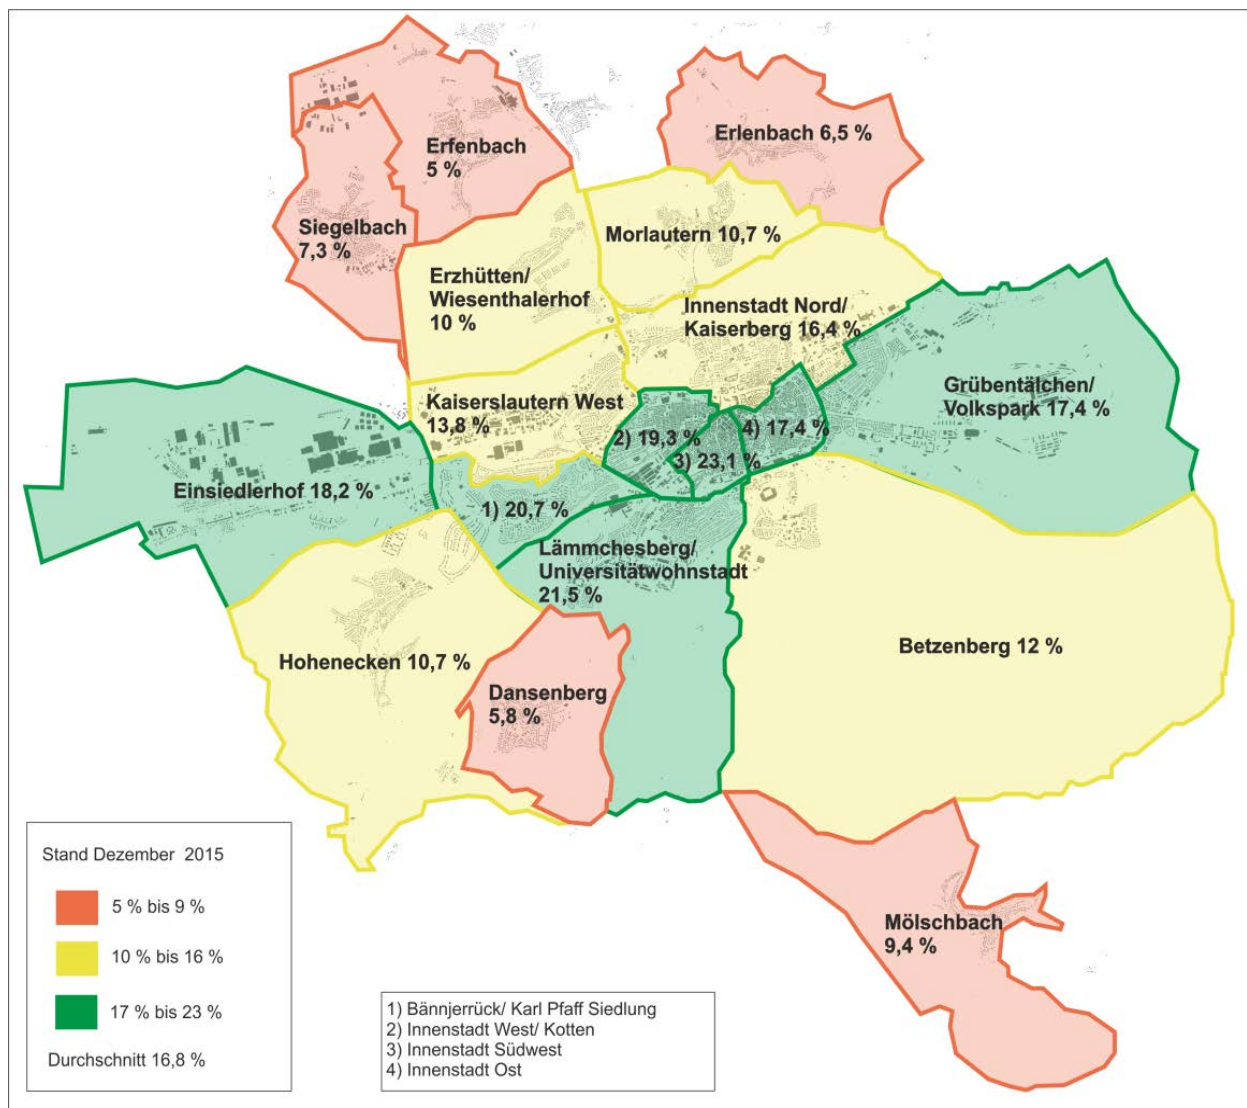 Erlenbach 6,5 %
Erfenbach
5 %
Siegelbach
7,3 %
Morlautern 10,7 %
Erzhütten/
Wiesenthalerhof
10 %
Innenstadt Nord/
Kaiserberg 16,4 %
Kaiserslautern West
13,8 %
Grübentälchen/
Volkspark 17,4 %
2) 19,3 %
4) 17,4 %
3) 23,1 %
Einsiedlerhof 18,2 %
1) 20,7 %
Lämmchesberg/
Universitätwohnstadt
21,5 %
Hohenecken 10,7 %
Betzenberg 12 %
Dansenberg
5,8 %
Mölschbach
9,4 %
Stand Dezember 2015
5 % bis 9 %
10 % bis 16 %
17 % bis 23 %
Durchschnitt 16,8 %
1) Bännjerrück/ Karl Pfaff Siedlung
2) Innenstadt West/ Kotten
3) Innenstadt Südwest
4) Innenstadt Ost